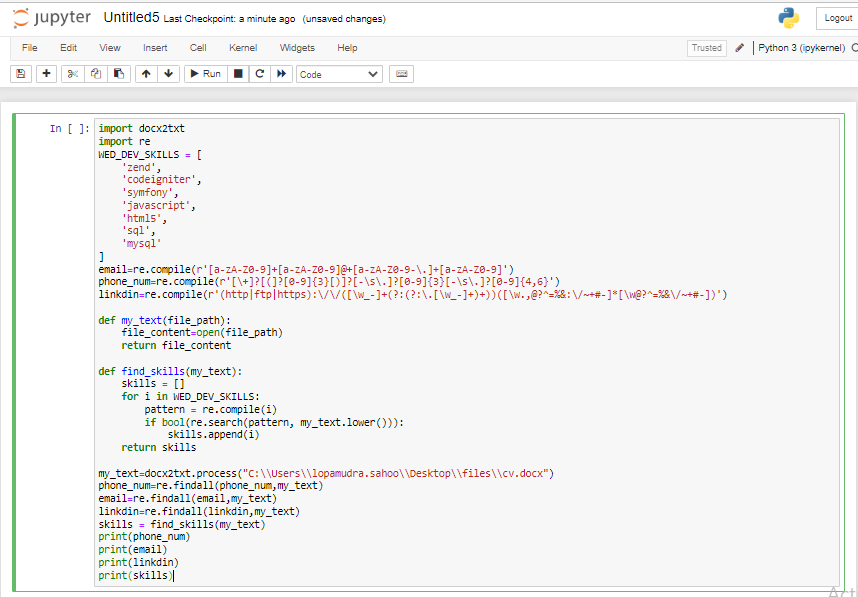 jupyter Untitled5 Last Checkpoint: a minute ago (unsaved changes)
Logout
File Edit View Insert Cell Kernel Widgets Help
Trusted
Python 3 (ipykernel)
Run
Code
In [ ]: import docx2txt
import re
WED_DEV_SKILLS = [
'zend',
'codeigniter',
'symfony',
'javascript',
'html5',
'sql',
'mysql'
]
email=re.compile(r'[a-zA-Z0-9]+[a-zA-Z0-9]@+[a-zA-Z0-9-\.]+[a-zA-Z0-9]')
phone_num=re.compile(r'[\+]?[(]?[0-9]{3}[)]?[-\s\.]?[0-9]{3}[-\s\.]?[0-9]{4,6}')
linkdin=re.compile(r'(http|ftp|https):\/\/([\w_-]+(?:(?:\.[\w_-]+)+))([\w.,@?^=%&:\/~+#-]*[\w@?^=%&\/~+#-])')
def my_text(file_path):
file_content=open(file_path)
return file_content
def find_skills(my_text):
skills = []
for i in WED_DEV_SKILLS:
pattern = re.compile(i)
if bool(re.search(pattern, my_text.lower())):
skills.append(i)
return skills
my_text=docx2txt.process("C:\\Users\\lopamudra.sahoo\\Desktop\\files\\cv.docx")
phone_num=re.findall(phone_num,my_text)
email=re.findall(email,my_text)
linkdin=re.findall(linkdin,my_text)
skills = find_skills(my_text)
print(phone_num)
print(email)
print(linkdin)
print(skills)